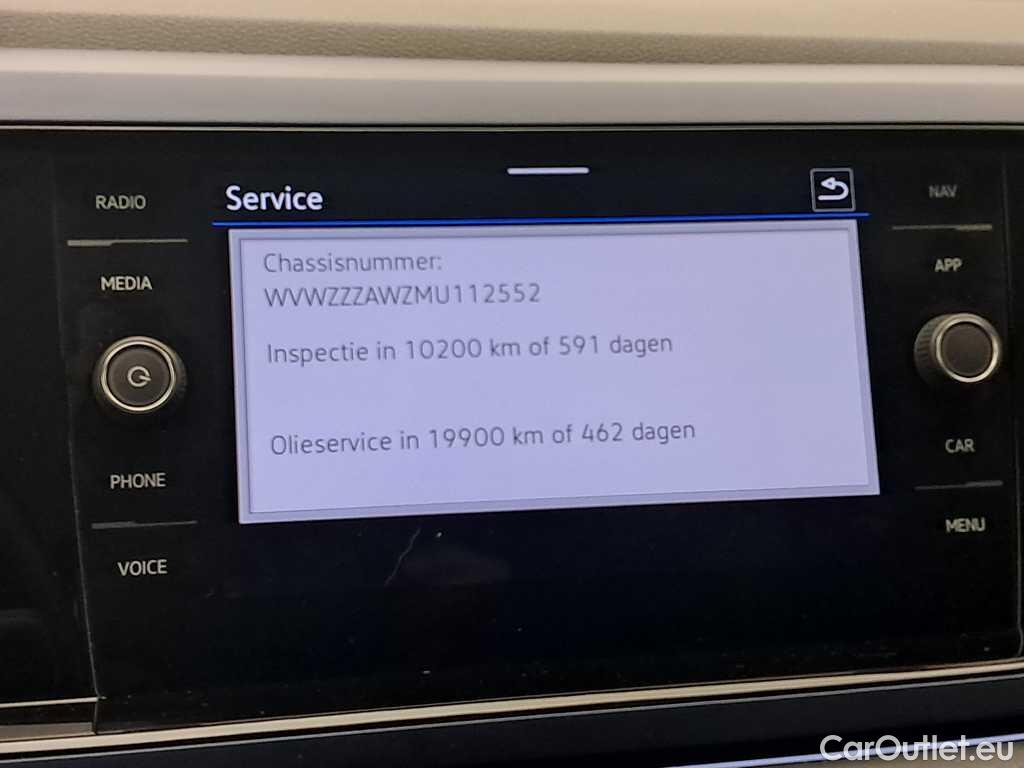 RADIO
MEDIA
PHONE
VOICE
Service
Chassisnummer:
WVWZZZAWZMU112552
Inspectie in 10200 km of 591 dagen
Olieservice in 19900 km of 462 dagen
NAV
APP
CAR
MENU
CarOutlet.eu